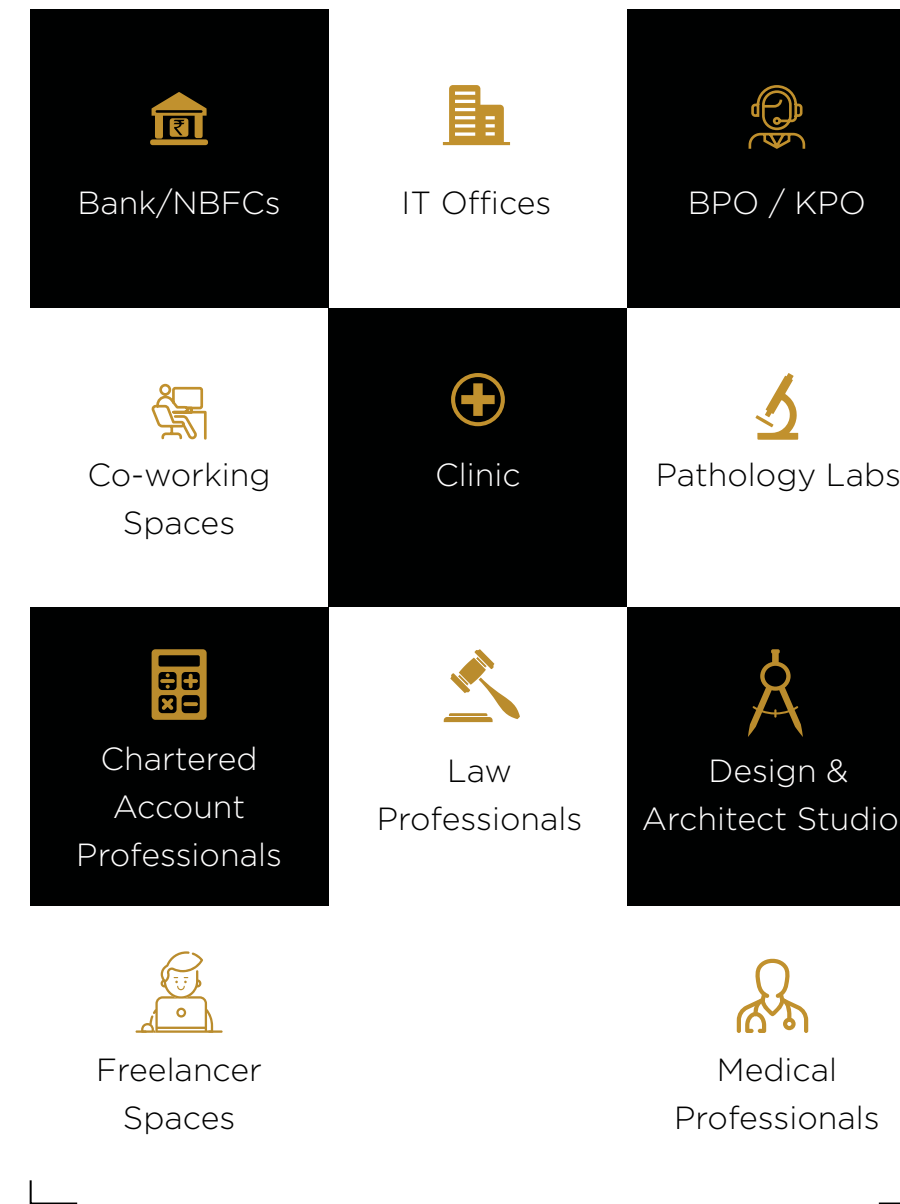 Bank/NBFCs
IT Offices
BPO / KPO
Co-working
Spaces
Clinic
Pathology Labs
Chartered
Account
Professionals
Law
Professionals
Design &
Architect Studio
Freelancer
Spaces
Medical
Professionals